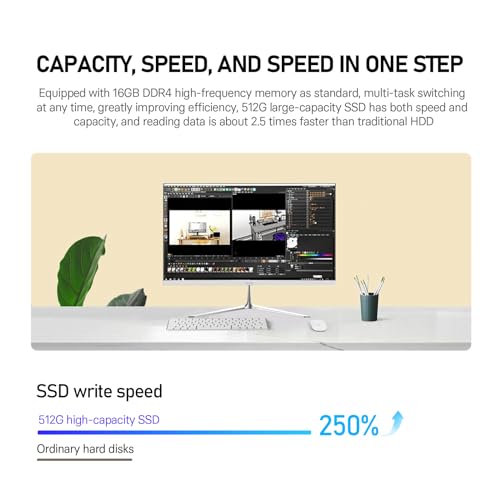 CAPACITY, SPEED, AND SPEED IN ONE STEP
Equipped with 16GB DDR4 high-frequency memory as standard, multi-task switching
at any time, greatly improving efficiency, 512G large-capacity SSD has both speed and
capacity, and reading data is about 2.5 times faster than traditional HDD
SSD write speed
512G high-capacity SSD
250%
Ordinary hard disks